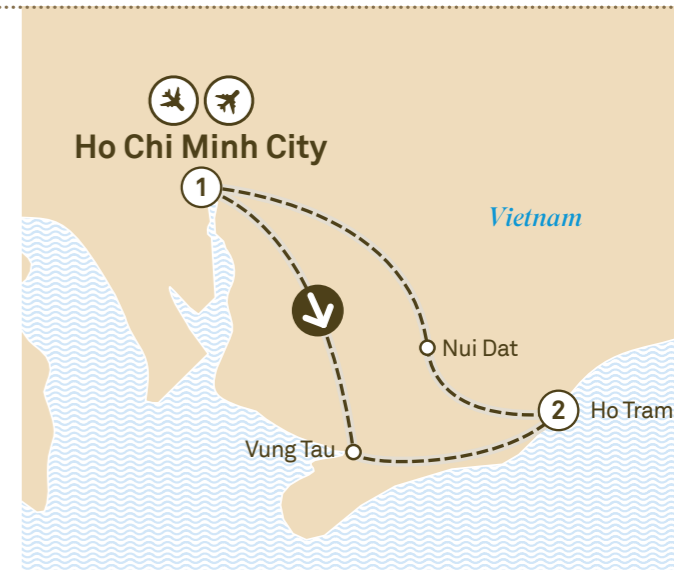 Ho Chi Minh City
1
Vietnam
Nui Dat
2
Ho Tram
Vung Tau